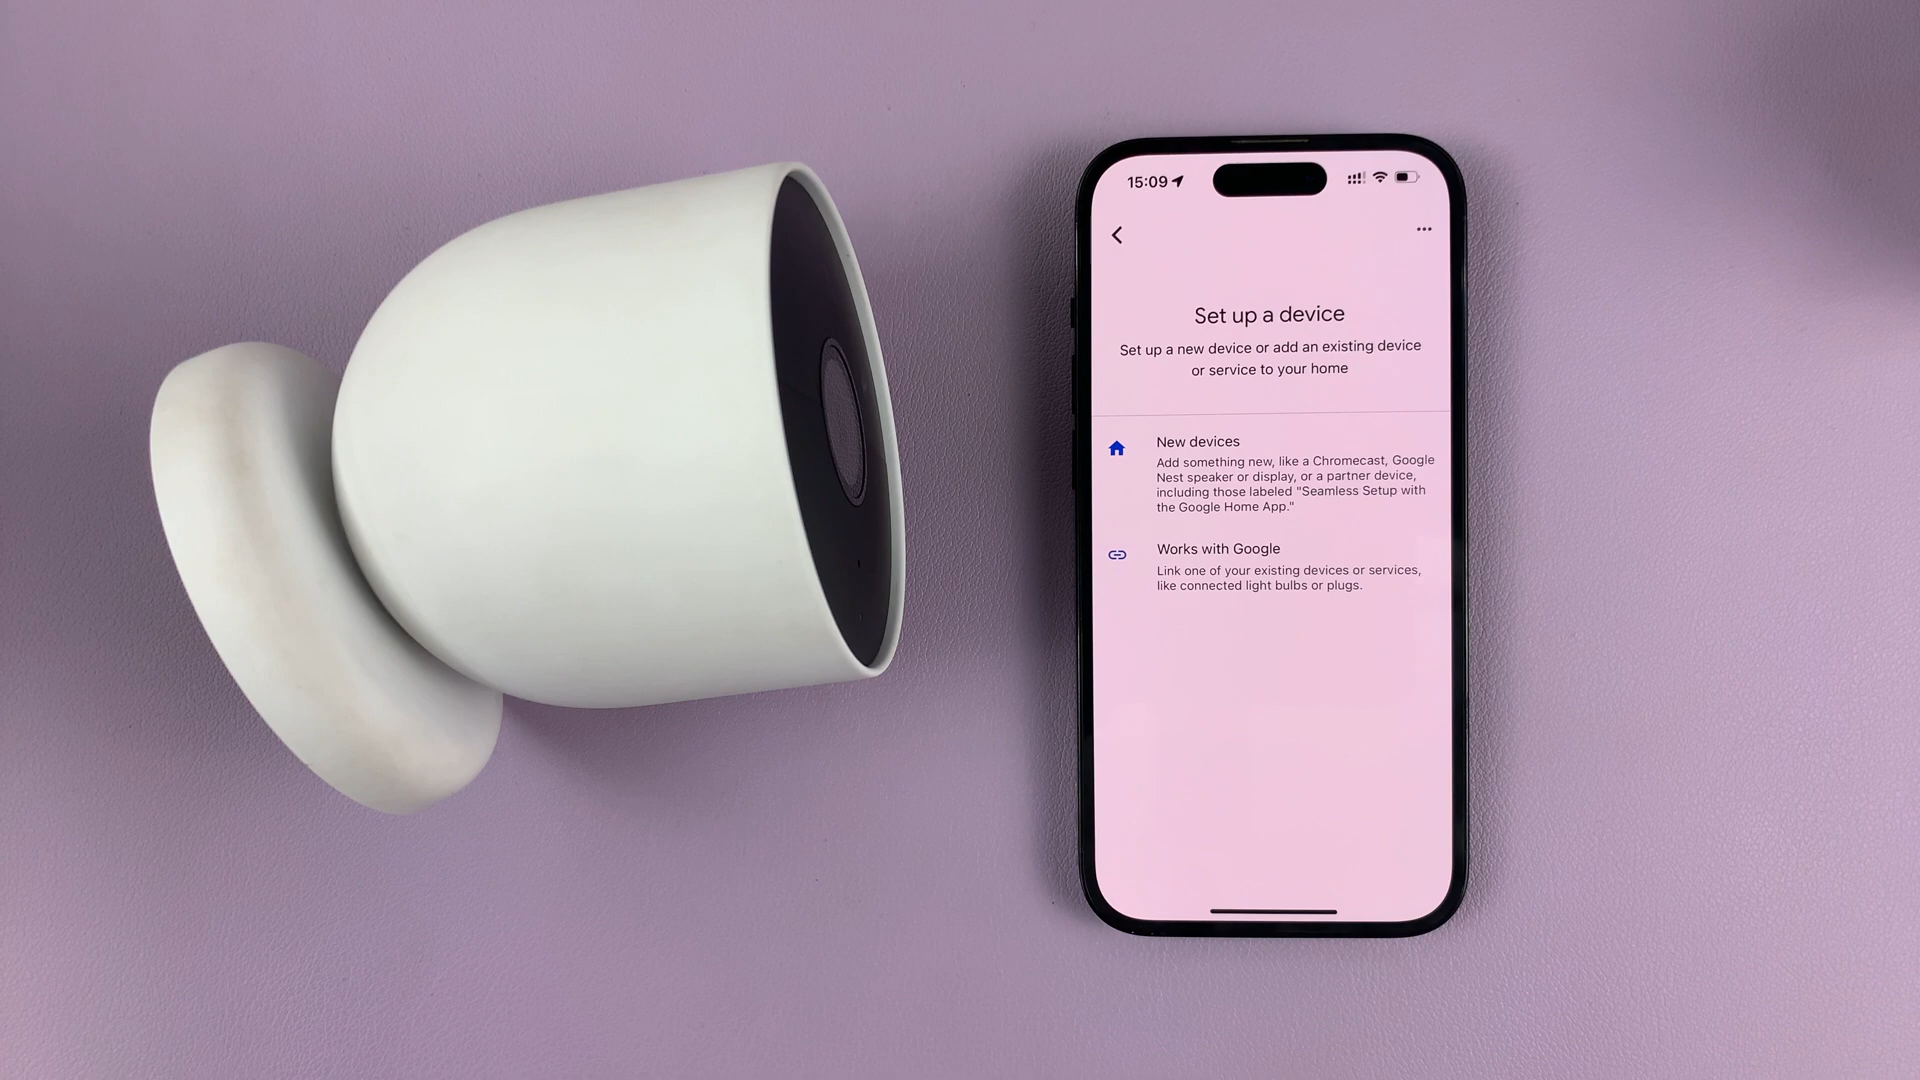 15:09
Set up a device
Set up a new device or add an existing device
or service to your home
New devices
Add something new, like a Chromecast, Google
Nest speaker or display, or a partner device,
including those labeled "Seamless Setup with
the Google Home App."
Works with Google
Link one of your existing devices or services,
like connected light bulbs or plugs.